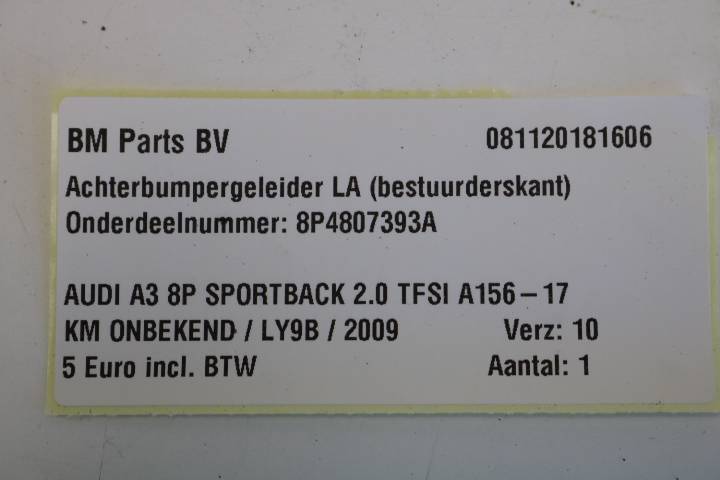 BM Parts BV 081120181606
Achterbumpergeleider LA (bestuurderskant)
Onderdeelnummer: 8P4807393A
AUDI A3 8P SPORTBACK 2.0 TFSI A156-17
KM ONBEKEND / LY9B / 2009 Verz: 10
5 Euro incl. BTW Aantal: 1